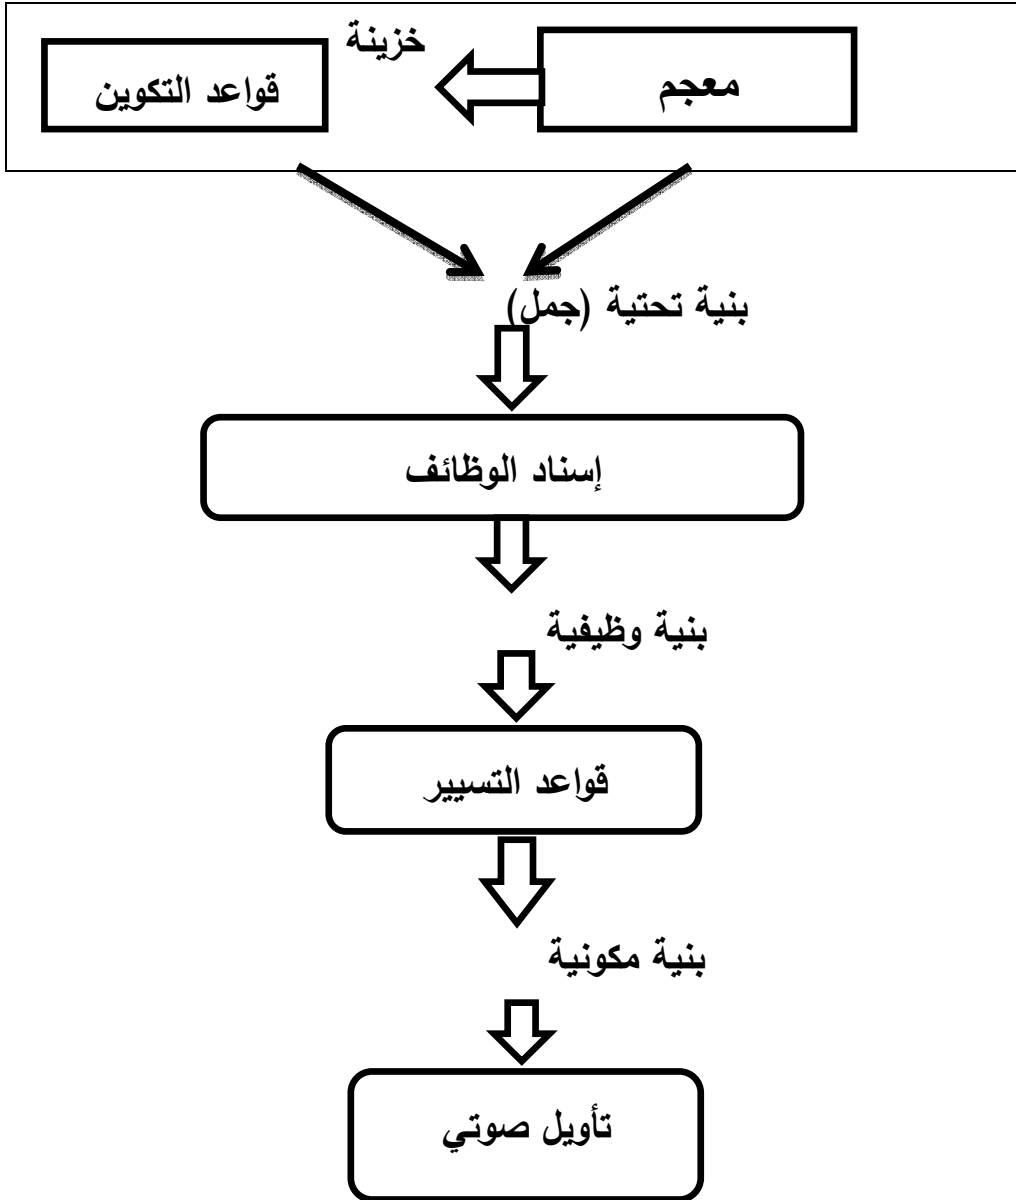 خزينة
معجم
قواعد التكوين
بنية تحتية (جمل)
إسناد الوظائف
بنية وظيفية
قواعد التسيير
بنية مكونية
تأويل صوتي